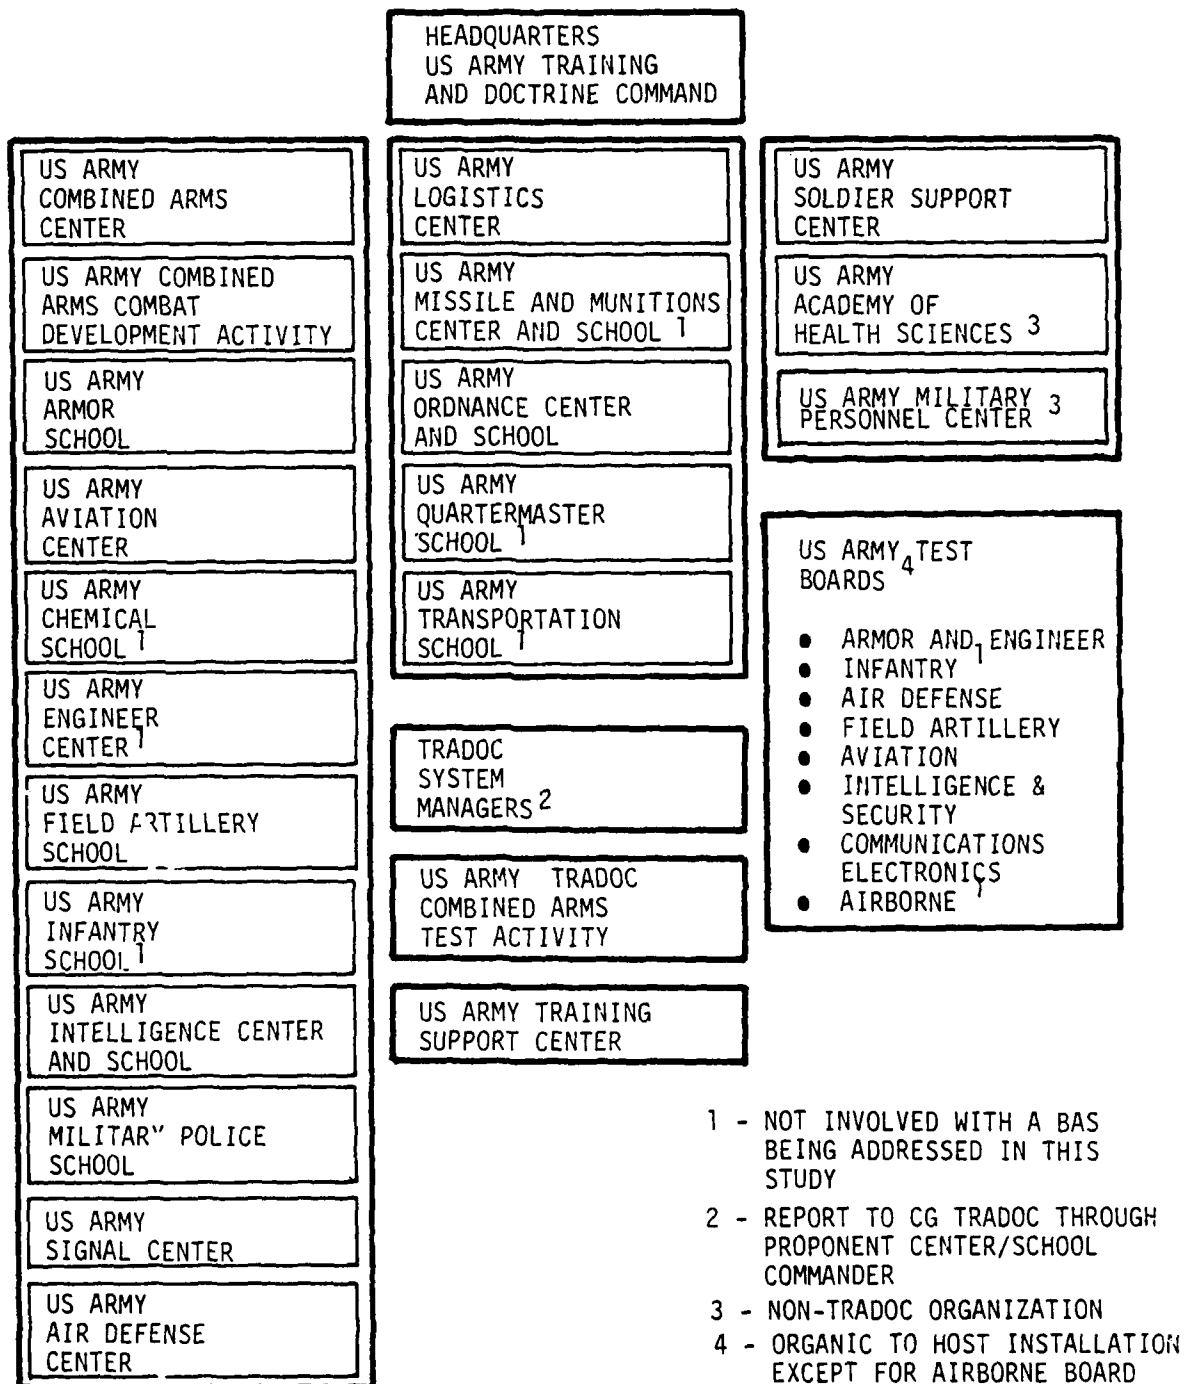 HEADQUARTERS
US ARMY TRAINING
AND DOCTRINE COMMAND
US ARMY
COMBINED ARMS
CENTER
US ARMY COMBINED
ARMS COMBAT
DEVELOPMENT ACTIVITY
US ARMY
ARMOR
SCHOOL
US ARMY
AVIATION
CENTER
US ARMY
CHEMICAL
SCHOOL 1
US ARMY
ENGINEER
CENTER 1
US ARMY
FIELD ARTILLERY
SCHOOL
US ARMY
INFANTRY
SCHOOL 1
US ARMY
INTELLIGENCE CENTER
AND SCHOOL
US ARMY
MILITAR" POLICE
SCHOOL
US ARMY
SIGNAL CENTER
US ARMY
AIR DEFENSE
CENTER
US ARMY
LOGISTICS
CENTER
US ARMY
MISSILE AND MUNITIONS
CENTER AND SCHOOL 1
US ARMY
ORDNANCE CENTER
AND SCHOOL
US ARMY
QUARTERMASTER
SCHOOL 1
US ARMY
TRANSPORTATION
SCHOOL 1
TRADOC
SYSTEM
MANAGERS 2
US ARMY TRADOC
COMBINED ARMS
TEST ACTIVITY
US ARMY TRAINING
SUPPORT CENTER
US ARMY
SOLDIER SUPPORT
CENTER
US ARMY
ACADEMY OF
HEALTH SCIENCES 3
US ARMY MILITARY
PERSONNEL CENTER 3
US ARMY TEST
BOARDS 4
● ARMOR AND ENGINEER
● INFANTRY 1
● AIR DEFENSE
● FIELD ARTILLERY
● AVIATION
● INTELLIGENCE &
SECURITY
● COMMUNICATIONS
ELECTRONICS
● AIRBORNE 1
1 - NOT INVOLVED WITH A BAS
BEING ADDRESSED IN THIS
STUDY
2 - REPORT TO CG TRADOC THROUGH
PROPONENT CENTER/SCHOOL
COMMANDER
3 - NON-TRADOC ORGANIZATION
4 - ORGANIC TO HOST INSTALLATION
EXCEPT FOR AIRBORNE BOARD